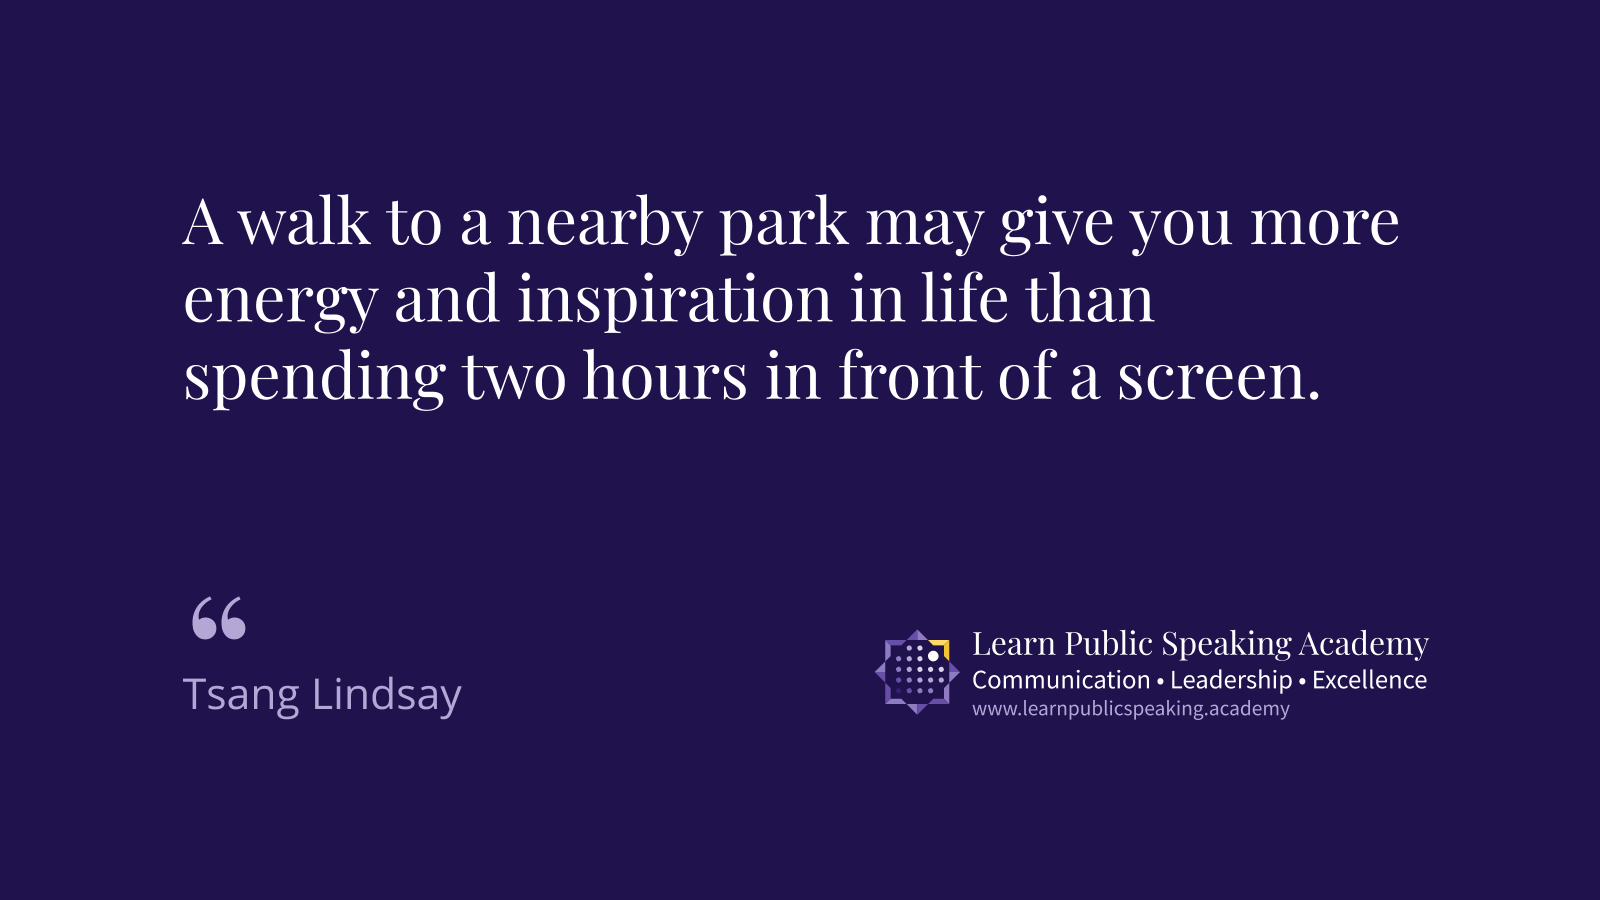 A walk to a nearby park may give you more
energy and inspiration in life than
spending two hours in front of a screen.
“
Tsang Lindsay
Learn Public Speaking Academy
Communication • Leadership • Excellence
www.learnpublicspeaking.academy